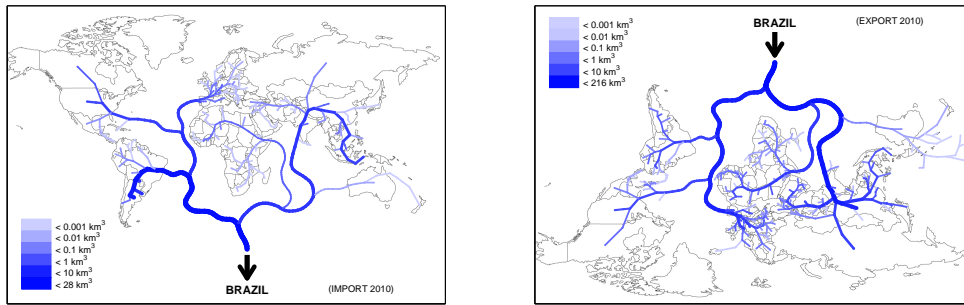 < 0.001 km³
< 0.01 km³
< 0.1 km³
< 1 km³
< 10 km³
< 28 km³
BRAZIL (IMPORT 2010)
BRAZIL (EXPORT 2010)
< 0.001 km³
< 0.01 km³
< 0.1 km³
< 1 km³
< 10 km³
< 216 km³